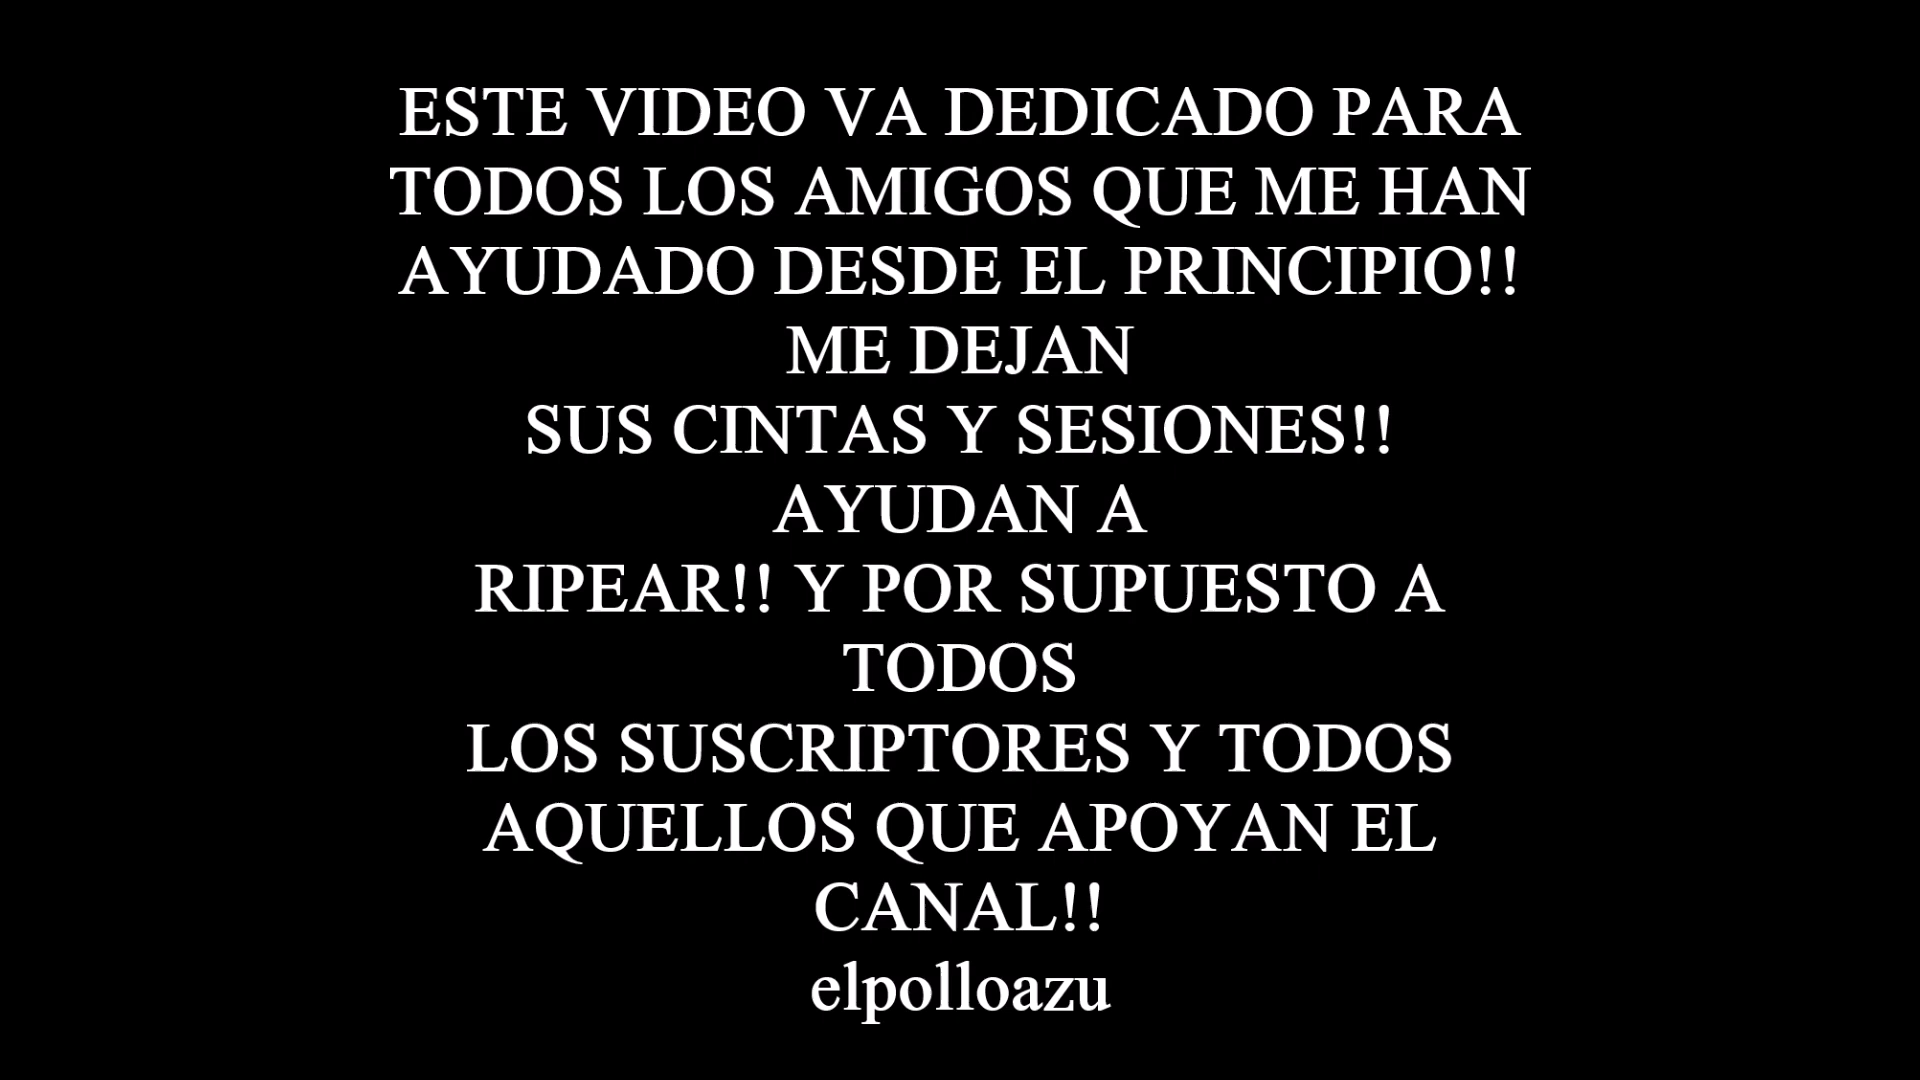 ESTE VIDEO VA DEDICADO PARA
TODOS LOS AMIGOS QUE ME HAN
AYUDADO DESDE EL PRINCIPIO!!
ME DEJAN
SUS CINTAS Y SESIONES!!
AYUDAN A
RIPEAR!! Y POR SUPUESTO A
TODOS
LOS SUSCRIPTORES Y TODOS
AQUELLOS QUE APOYAN EL
CANAL!!
elpolloazu